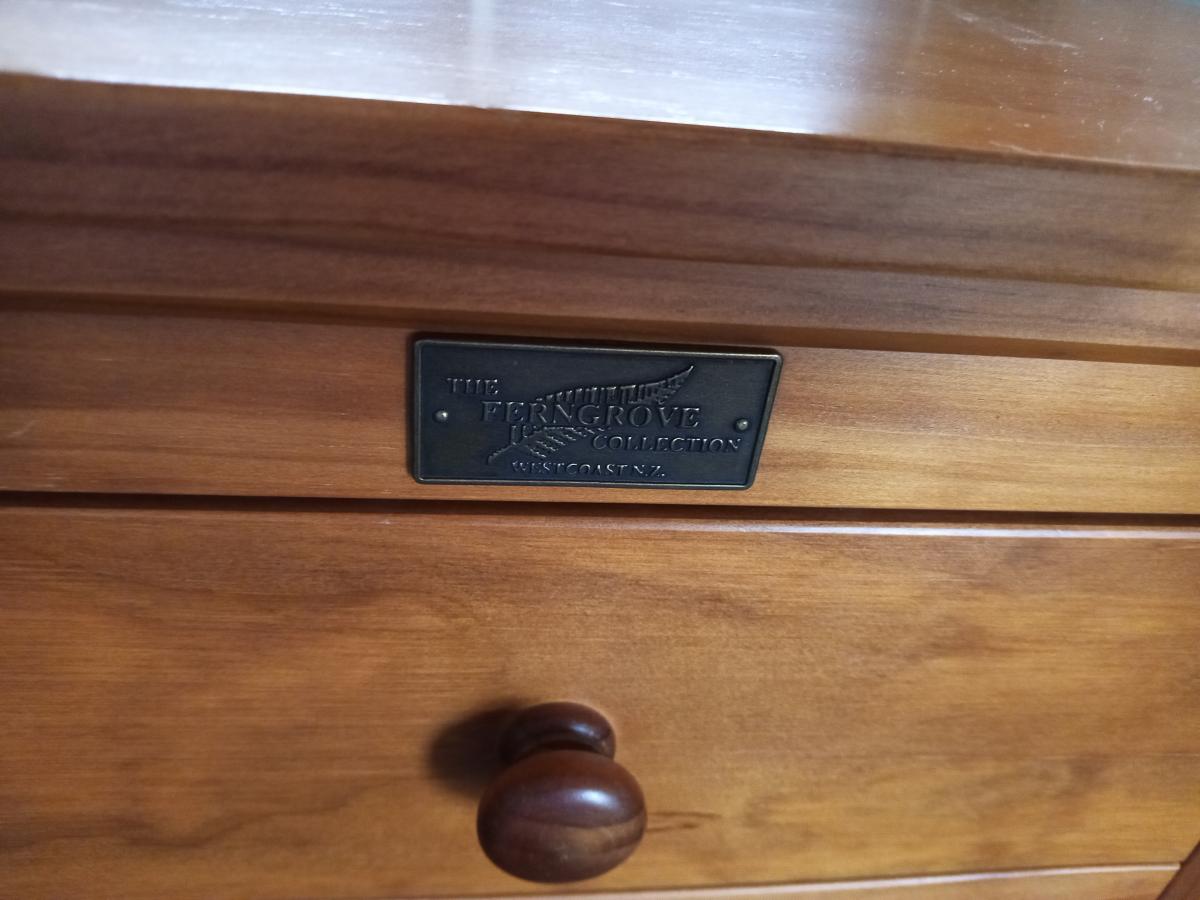 THE
FERNGROVE
COLLECTION
WESTCOAST N.Z.